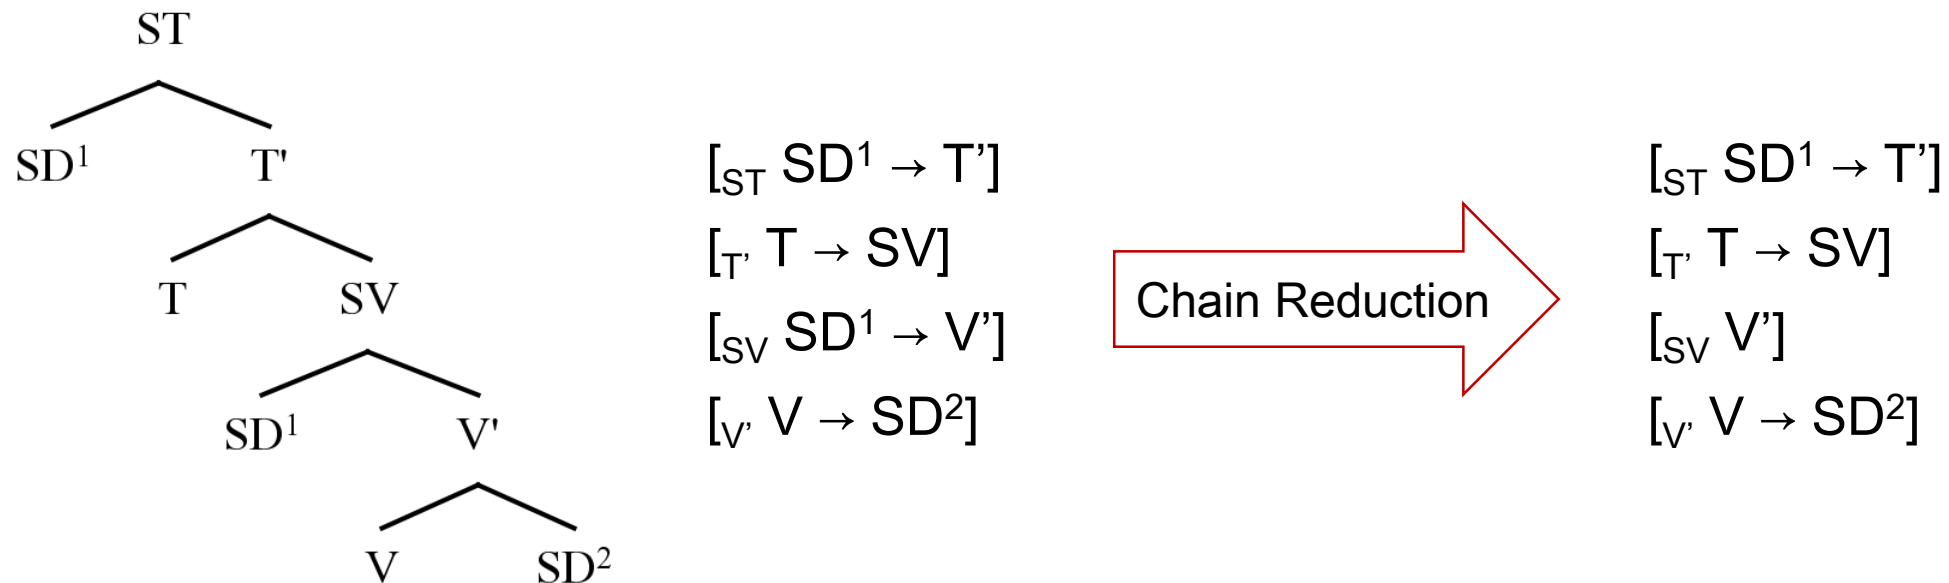 ST
SD¹ T'
T SV
SD¹ V'
V SD²
[ST SD¹ → T’]
[T’ T → SV]
[SV SD¹ → V’]
[V’ V → SD²]
Chain Reduction
[ST SD¹ → T’]
[T’ T → SV]
[SV V’]
[V’ V → SD²]